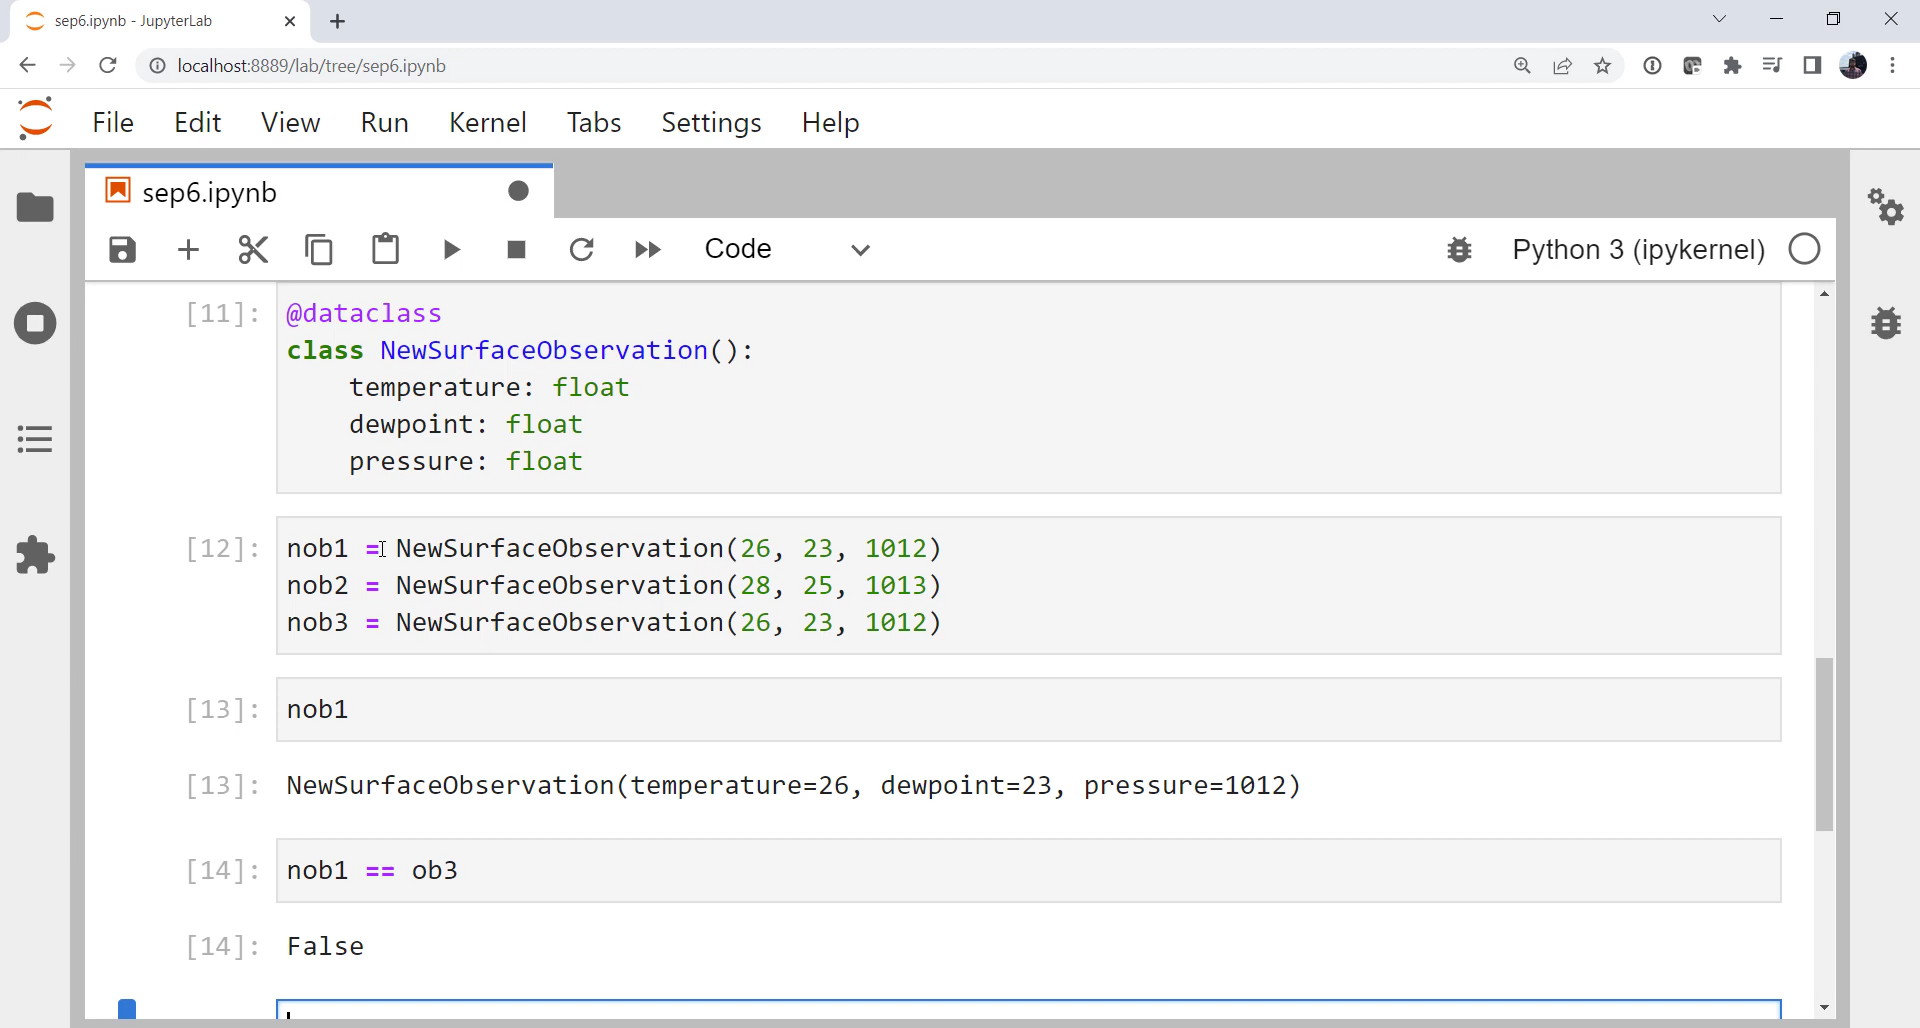 sep6.ipynb - JupyterLab
localhost:8889/lab/tree/sep6.ipynb
File Edit View Run Kernel Tabs Settings Help
sep6.ipynb
Code
Python 3 (ipykernel)
[11]: @dataclass
class NewSurfaceObservation():
temperature: float
dewpoint: float
pressure: float
[12]: nob1 = NewSurfaceObservation(26, 23, 1012)
nob2 = NewSurfaceObservation(28, 25, 1013)
nob3 = NewSurfaceObservation(26, 23, 1012)
[13]: nob1
[13]: NewSurfaceObservation(temperature=26, dewpoint=23, pressure=1012)
[14]: nob1 == ob3
[14]: False